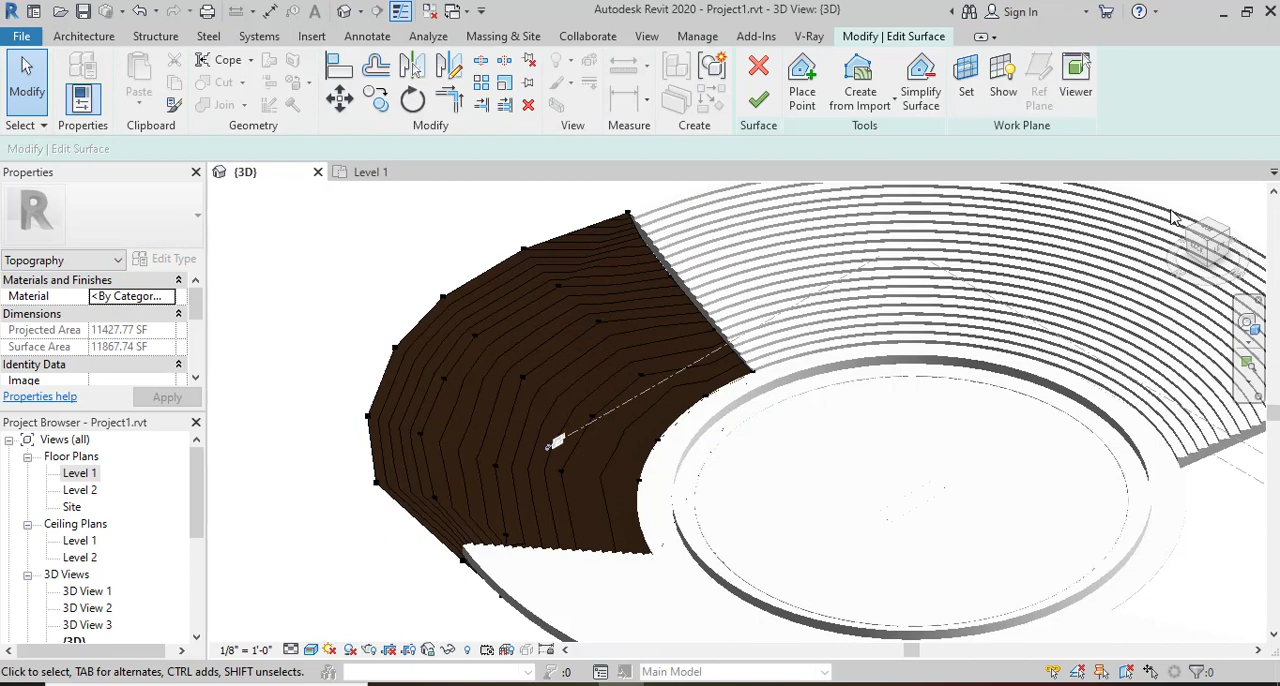 Autodesk Revit 2020 - Project1.rvt - 3D View: {3D}
Sign In
File Architecture Structure Steel Systems Insert Annotate Analyze Massing & Site Collaborate View Manage Add-Ins V-Ray Modify | Edit Surface
Modify
Select
Properties
Paste
Clipboard
Cope
Cut
Join
Geometry
Modify
View
Measure
Create
Surface
Place Point
Create from Import
Simplify Surface
Tools
Set
Show
Ref Plane
Viewer
Work Plane
Modify | Edit Surface
Properties
{3D}
Level 1
R
Topography
Edit Type
Materials and Finishes
Material <By Categor...
Dimensions
Projected Area 11427.77 SF
Surface Area 11867.74 SF
Identity Data
Image
Properties help
Apply
Project Browser - Project1.rvt
Views (all)
Floor Plans
Level 1
Level 2
Site
Ceiling Plans
Level 1
Level 2
3D Views
3D View 1
3D View 2
3D View 3
{3D}
1/8" = 1'-0"
Click to select, TAB for alternates, CTRL adds, SHIFT unselects.
:0
Main Model
:0